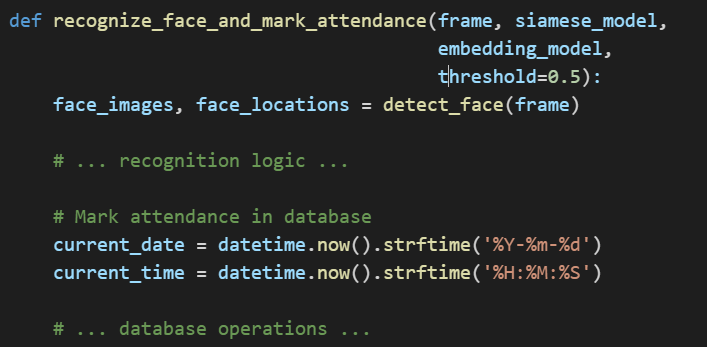 def recognize_face_and_mark_attendance(frame, siamese_model,
                                       embedding_model,
                                       threshold=0.5):
    face_images, face_locations = detect_face(frame)
    # ... recognition logic ...
    # Mark attendance in database
    current_date = datetime.now().strftime('%Y-%m-%d')
    current_time = datetime.now().strftime('%H:%M:%S')
    # ... database operations ...